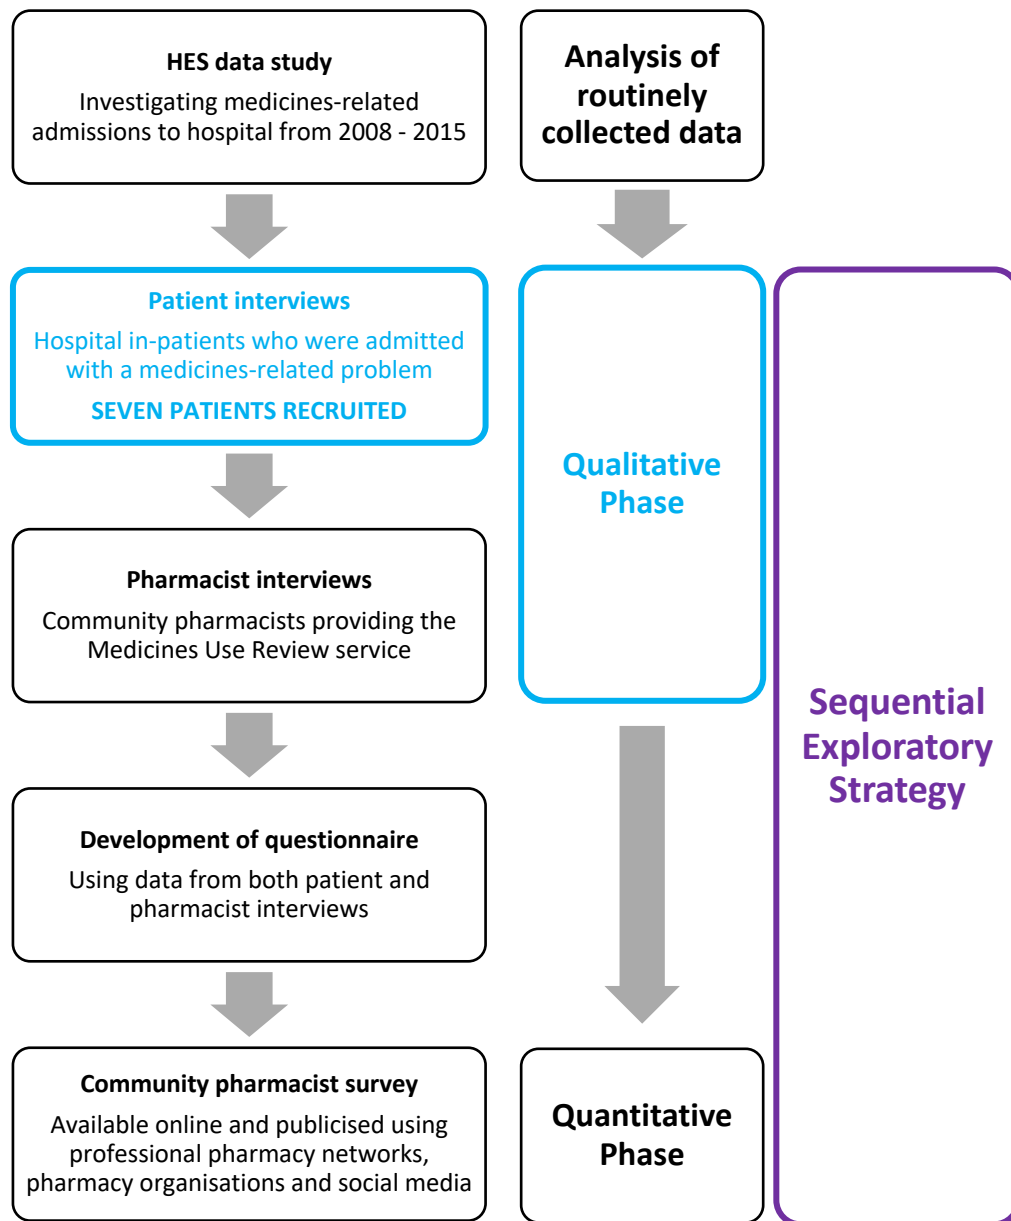 HES data study
Investigating medicines-related
admissions to hospital from 2008 - 2015
Analysis of
routinely
collected data
Patient interviews
Hospital in-patients who were admitted
with a medicines-related problem
SEVEN PATIENTS RECRUITED
Qualitative
Phase
Pharmacist interviews
Community pharmacists providing the
Medicines Use Review service
Sequential
Exploratory
Strategy
Development of questionnaire
Using data from both patient and
pharmacist interviews
Community pharmacist survey
Available online and publicised using
professional pharmacy networks,
pharmacy organisations and social media
Quantitative
Phase